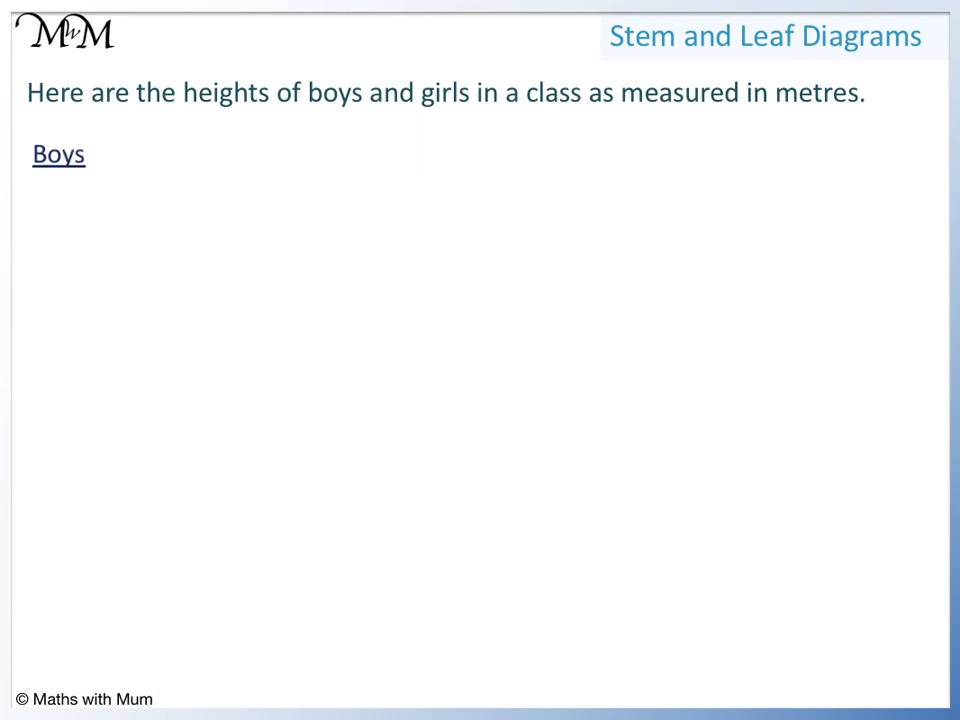 MwM
Stem and Leaf Diagrams
Here are the heights of boys and girls in a class as measured in metres.
Boys
© Maths with Mum